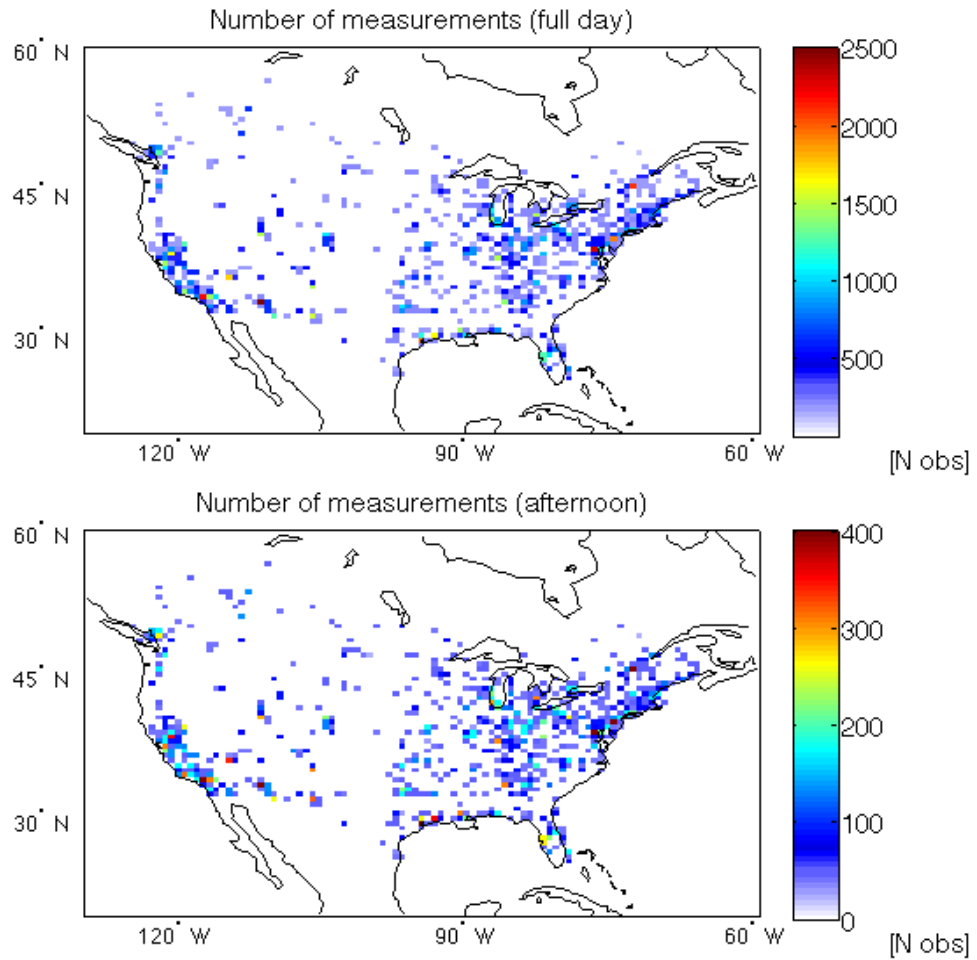 Number of measurements (full day)
60° N
45° N
30° N
120° W
90° W
60° W
2500
2000
1500
1000
500
[N obs]
Number of measurements (afternoon)
60° N
45° N
30° N
120° W
90° W
60° W
400
300
200
100
0
[N obs]